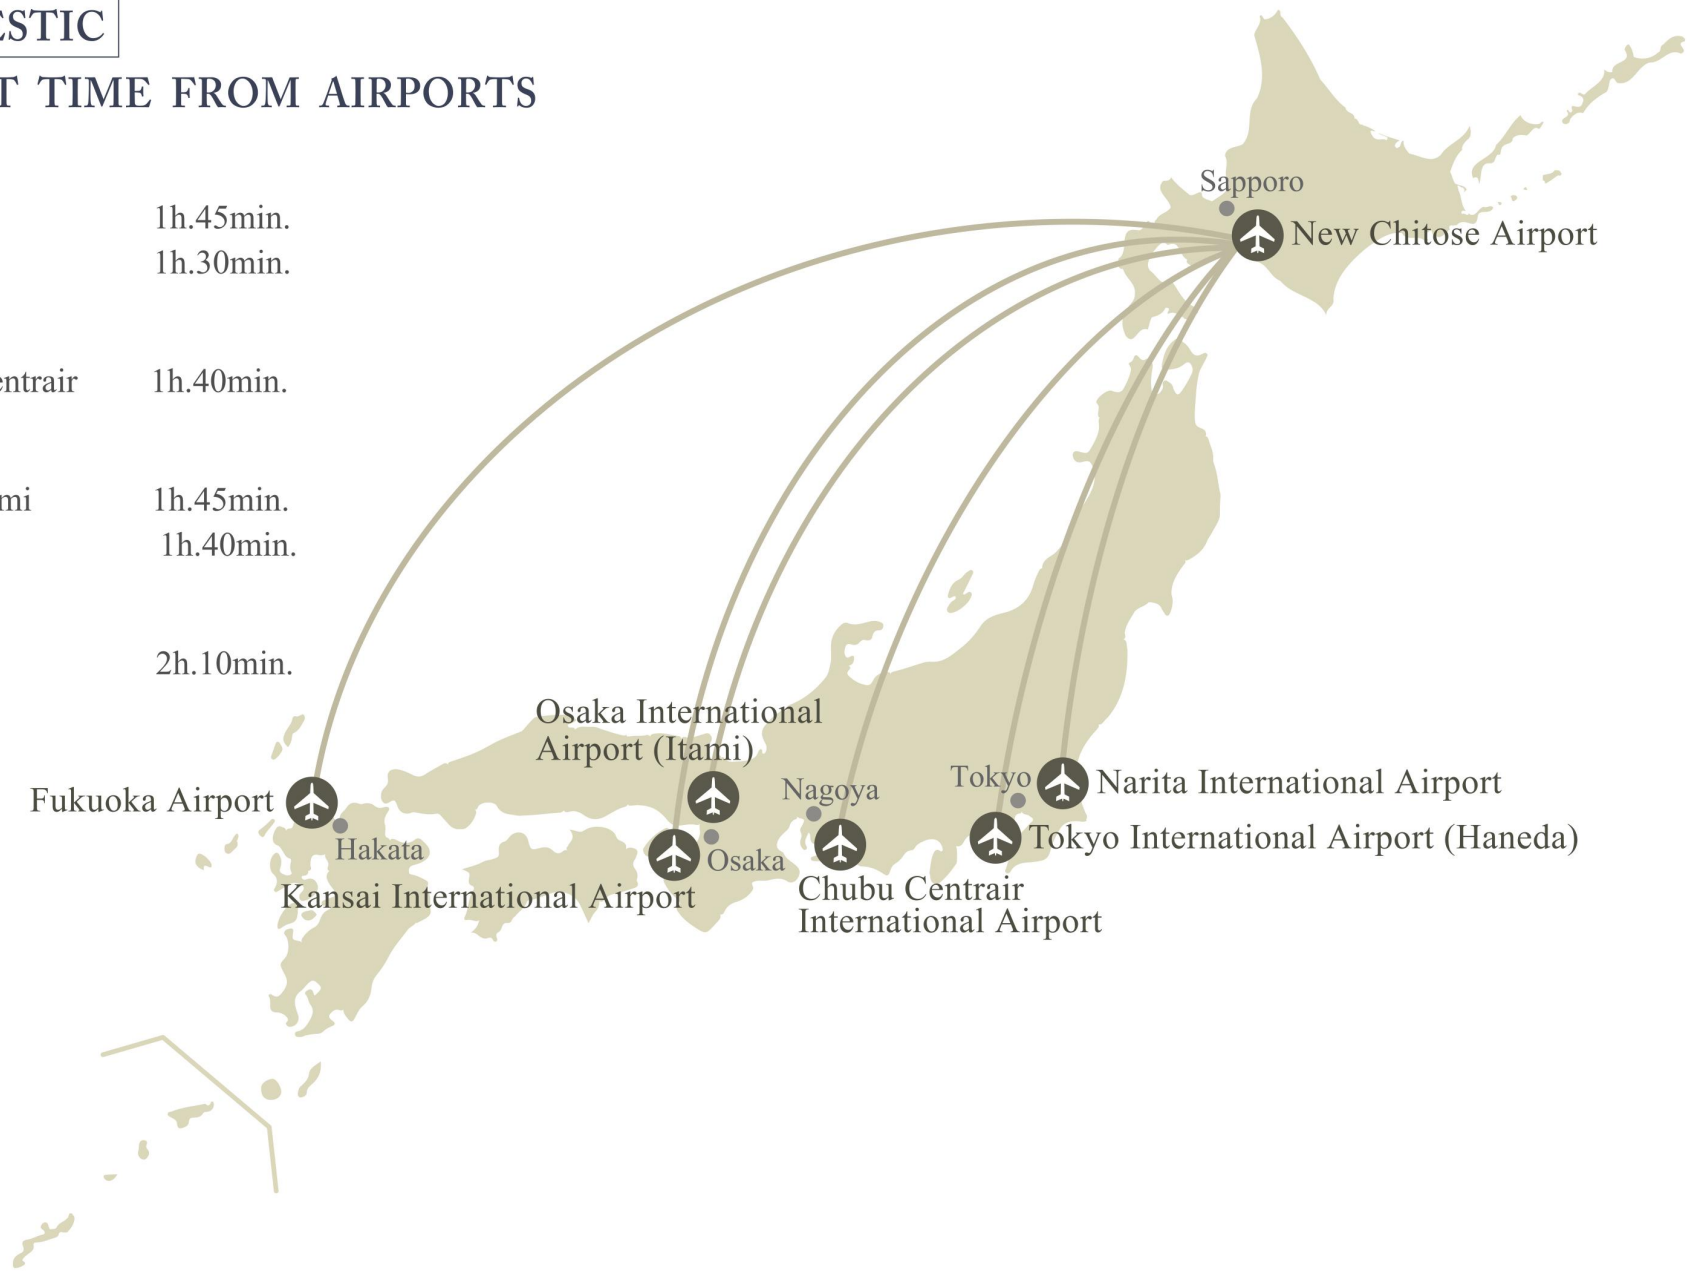 ESTIC
T TIME FROM AIRPORTS
1h.45min.
1h.30min.
entrair 1h.40min.
mi 1h.45min.
1h.40min.
2h.10min.
Sapporo
New Chitose Airport
Osaka International
Airport (Itami)
Fukuoka Airport
Hakata
Kansai International Airport
Osaka
Nagoya
Chubu Centrair
International Airport
Tokyo
Narita International Airport
Tokyo International Airport (Haneda)